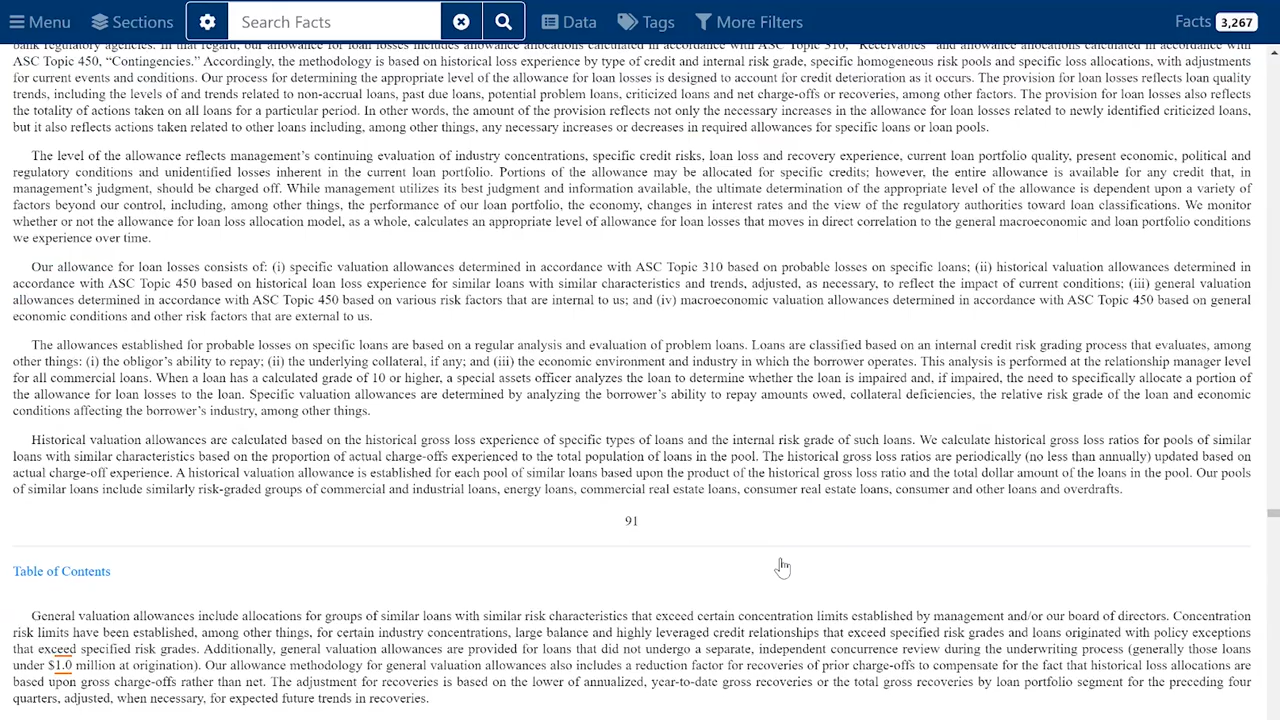 Menu Sections Search Facts Data Tags More Filters Facts 3,267
bank regulatory agencies. In that regard, our allowance for loan losses includes allowance allocations calculated in accordance with ASC Topic 310, “Receivables” and allowance allocations calculated in accordance with
ASC Topic 450, “Contingencies.” Accordingly, the methodology is based on historical loss experience by type of credit and internal risk grade, specific homogeneous risk pools and specific loss allocations, with adjustments
for current events and conditions. Our process for determining the appropriate level of the allowance for loan losses is designed to account for credit deterioration as it occurs. The provision for loan losses reflects loan quality
trends, including the levels of and trends related to non-accrual loans, past due loans, potential problem loans, criticized loans and net charge-offs or recoveries, among other factors. The provision for loan losses also reflects
the totality of actions taken on all loans for a particular period. In other words, the amount of the provision reflects not only the necessary increases in the allowance for loan losses related to newly identified criticized loans,
but it also reflects actions taken related to other loans including, among other things, any necessary increases or decreases in required allowances for specific loans or loan pools.
The level of the allowance reflects management’s continuing evaluation of industry concentrations, specific credit risks, loan loss and recovery experience, current loan portfolio quality, present economic, political and
regulatory conditions and unidentified losses inherent in the current loan portfolio. Portions of the allowance may be allocated for specific credits; however, the entire allowance is available for any credit that, in
management’s judgment, should be charged off. While management utilizes its best judgment and information available, the ultimate determination of the appropriate level of the allowance is dependent upon a variety of
factors beyond our control, including, among other things, the performance of our loan portfolio, the economy, changes in interest rates and the view of the regulatory authorities toward loan classifications. We monitor
whether or not the allowance for loan loss allocation model, as a whole, calculates an appropriate level of allowance for loan losses that moves in direct correlation to the general macroeconomic and loan portfolio conditions
we experience over time.
Our allowance for loan losses consists of: (i) specific valuation allowances determined in accordance with ASC Topic 310 based on probable losses on specific loans; (ii) historical valuation allowances determined in
accordance with ASC Topic 450 based on historical loan loss experience for similar loans with similar characteristics and trends, adjusted, as necessary, to reflect the impact of current conditions; (iii) general valuation
allowances determined in accordance with ASC Topic 450 based on various risk factors that are internal to us; and (iv) macroeconomic valuation allowances determined in accordance with ASC Topic 450 based on general
economic conditions and other risk factors that are external to us.
The allowances established for probable losses on specific loans are based on a regular analysis and evaluation of problem loans. Loans are classified based on an internal credit risk grading process that evaluates, among
other things: (i) the obligor’s ability to repay; (ii) the underlying collateral, if any; and (iii) the economic environment and industry in which the borrower operates. This analysis is performed at the relationship manager level
for all commercial loans. When a loan has a calculated grade of 10 or higher, a special assets officer analyzes the loan to determine whether the loan is impaired and, if impaired, the need to specifically allocate a portion of
the allowance for loan losses to the loan. Specific valuation allowances are determined by analyzing the borrower’s ability to repay amounts owed, collateral deficiencies, the relative risk grade of the loan and economic
conditions affecting the borrower’s industry, among other things.
Historical valuation allowances are calculated based on the historical gross loss experience of specific types of loans and the internal risk grade of such loans. We calculate historical gross loss ratios for pools of similar
loans with similar characteristics based on the proportion of actual charge-offs experienced to the total population of loans in the pool. The historical gross loss ratios are periodically (no less than annually) updated based on
actual charge-off experience. A historical valuation allowance is established for each pool of similar loans based upon the product of the historical gross loss ratio and the total dollar amount of the loans in the pool. Our pools
of similar loans include similarly risk-graded groups of commercial and industrial loans, energy loans, commercial real estate loans, consumer real estate loans, consumer and other loans and overdrafts.
91
Table of Contents
General valuation allowances include allocations for groups of similar loans with similar risk characteristics that exceed certain concentration limits established by management and/or our board of directors. Concentration
risk limits have been established, among other things, for certain industry concentrations, large balance and highly leveraged credit relationships that exceed specified risk grades and loans originated with policy exceptions
that exceed specified risk grades. Additionally, general valuation allowances are provided for loans that did not undergo a separate, independent concurrence review during the underwriting process (generally those loans
under $1.0 million at origination). Our allowance methodology for general valuation allowances also includes a reduction factor for recoveries of prior charge-offs to compensate for the fact that historical loss allocations are
based upon gross charge-offs rather than net. The adjustment for recoveries is based on the lower of annualized, year-to-date gross recoveries or the total gross recoveries by loan portfolio segment for the preceding four
quarters, adjusted, when necessary, for expected future trends in recoveries.